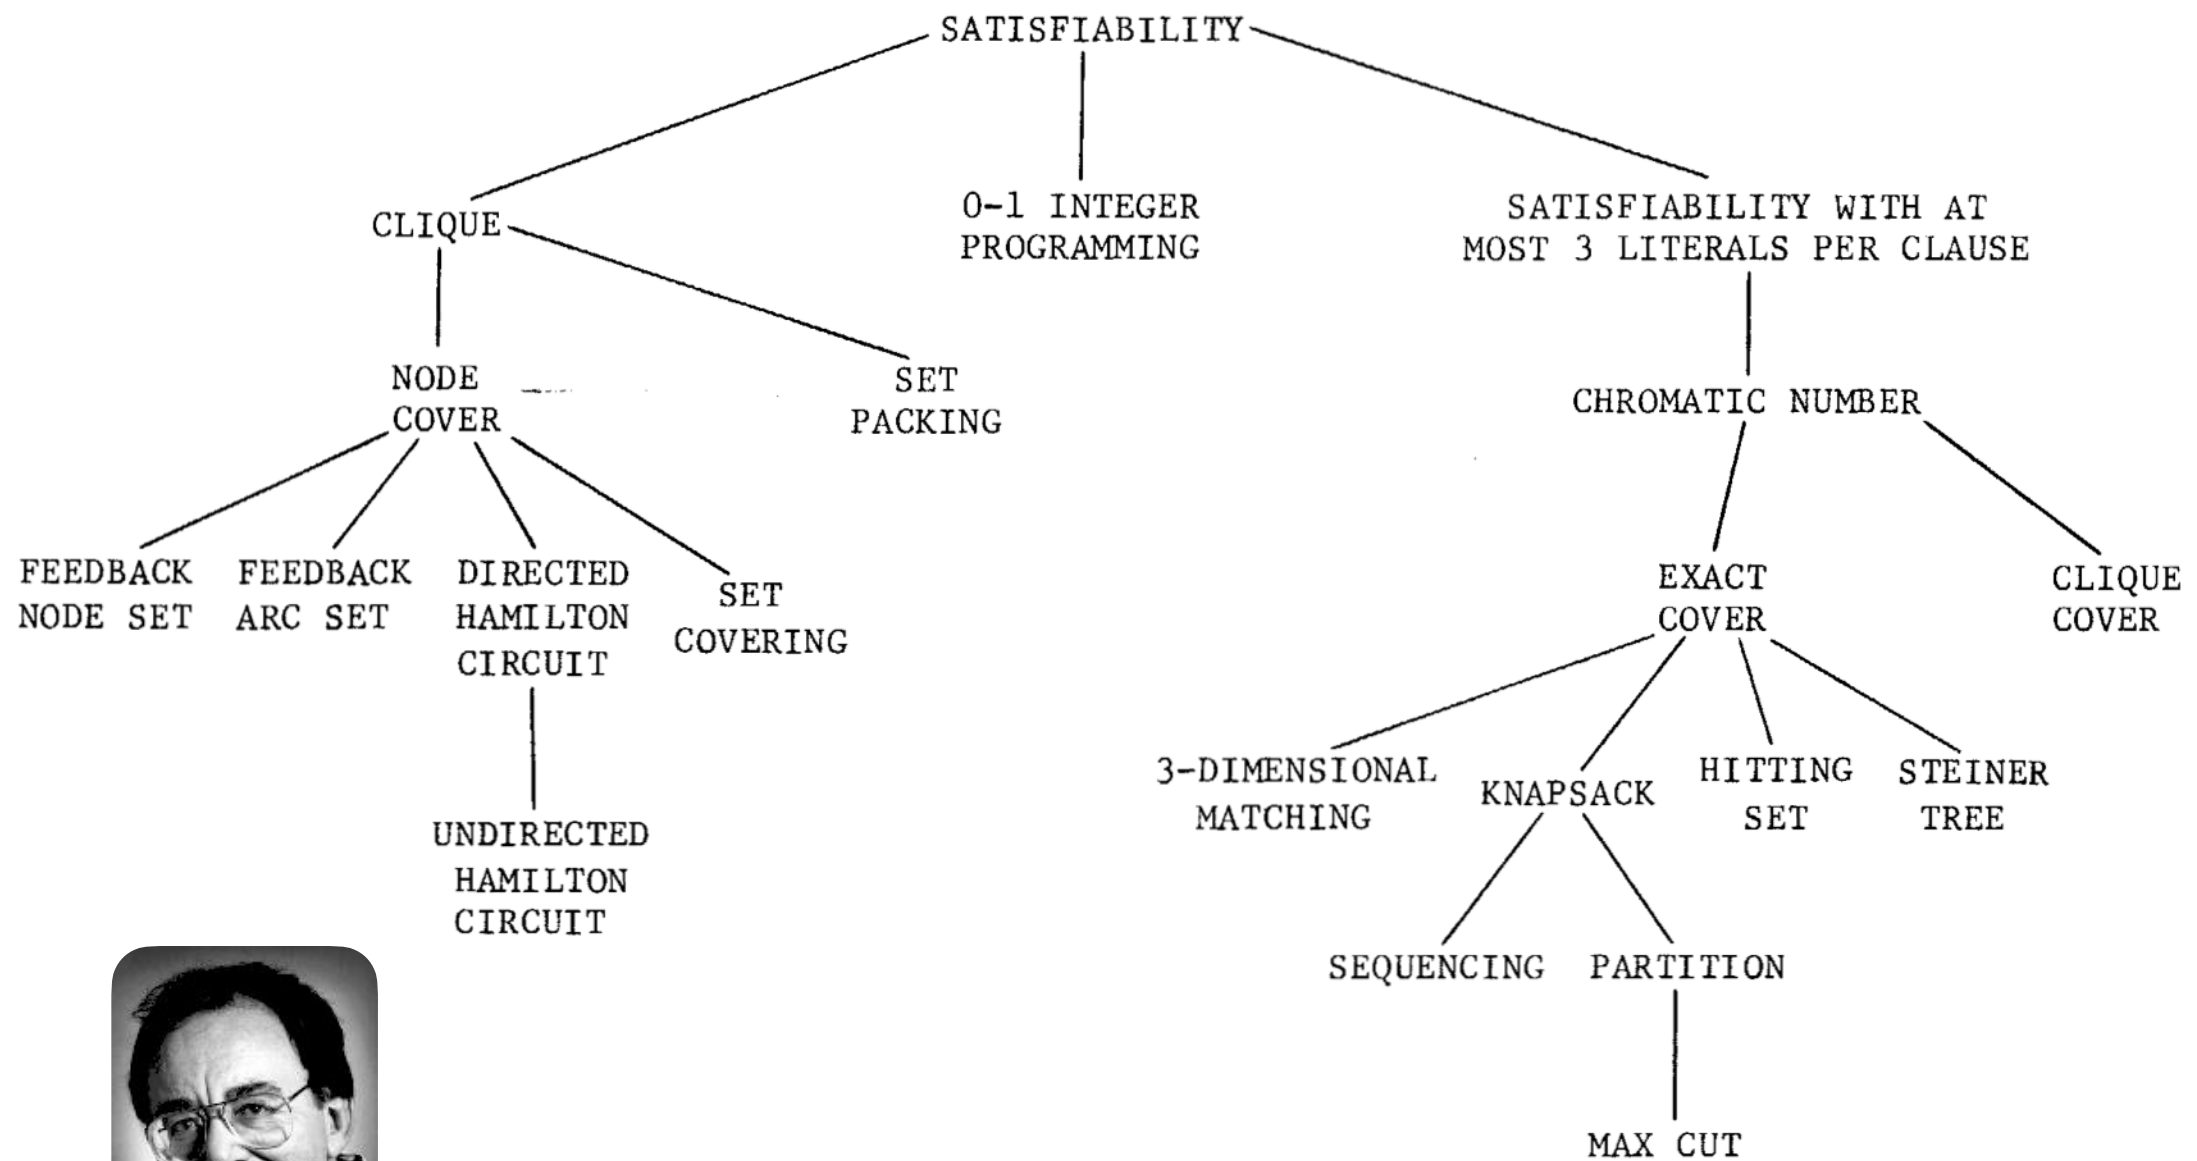 SATISFIABILITY
CLIQUE
0-1 INTEGER
PROGRAMMING
SATISFIABILITY WITH AT
MOST 3 LITERALS PER CLAUSE
NODE
COVER
SET
PACKING
CHROMATIC NUMBER
FEEDBACK
NODE SET
FEEDBACK
ARC SET
DIRECTED
HAMILTON
CIRCUIT
SET
COVERING
EXACT
COVER
CLIQUE
COVER
UNDIRECTED
HAMILTON
CIRCUIT
3-DIMENSIONAL
MATCHING
KNAPSACK
HITTING
SET
STEINER
TREE
SEQUENCING
PARTITION
MAX CUT